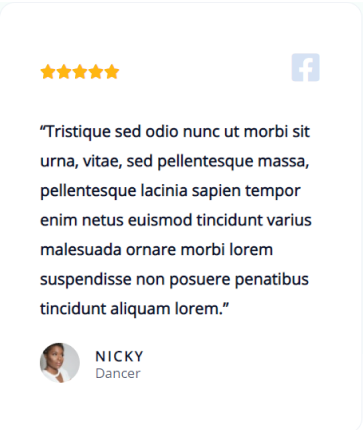 “Tristique sed odio nunc ut morbi sit
urna, vitae, sed pellentesque massa,
pellentesque lacinia sapien tempor
enim netus euismod tincidunt varius
malesuada ornare morbi lorem
suspendisse non posuere penatibus
tincidunt aliquam lorem.”
NICKY
Dancer